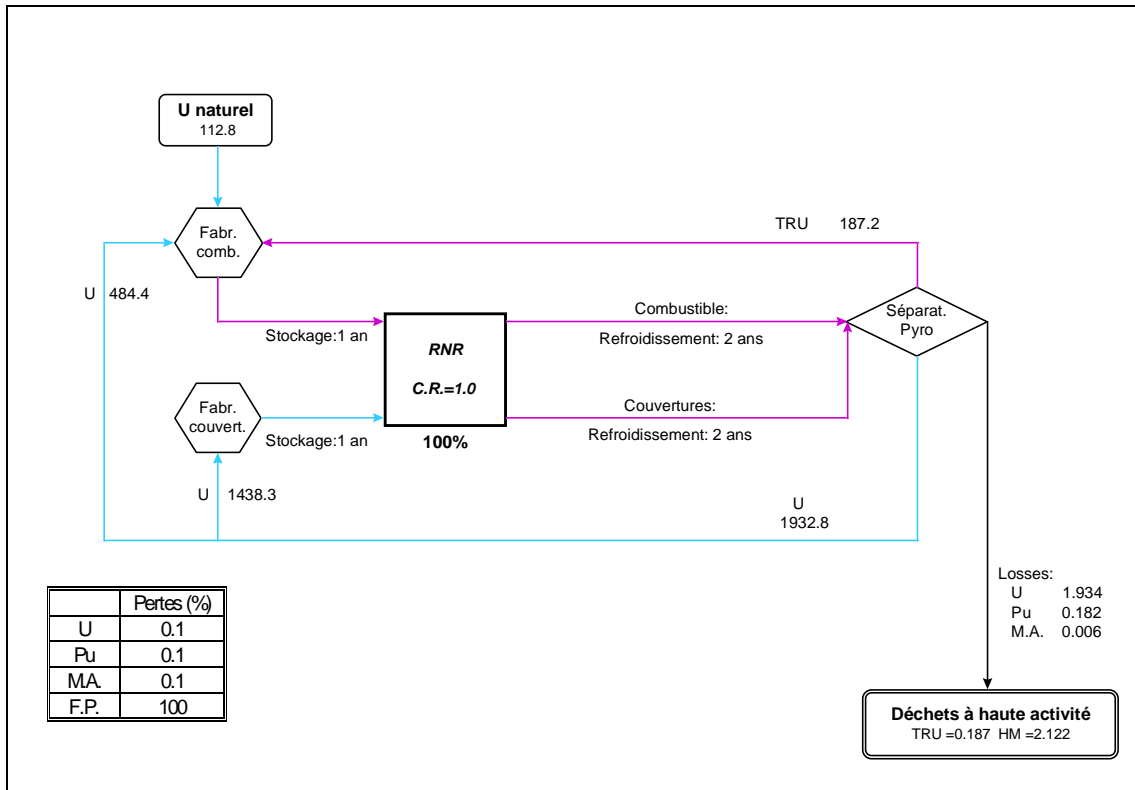 U naturel
112.8
Fabr.
comb.
TRU 187.2
U 484.4
Stockage:1 an
RNR
C.R.=1.0
100%
Combustible:
Refroidissement: 2 ans
Séparat.
Pyro
Fabr.
couvert.
Stockage:1 an
Couvertures:
Refroidissement: 2 ans
U 1438.3
U
1932.8
Losses:
U 1.934
Pu 0.182
M.A. 0.006
Pertes (%)
U 0.1
Pu 0.1
M.A. 0.1
F.P. 100
Déchets à haute activité
TRU =0.187 HM =2.122